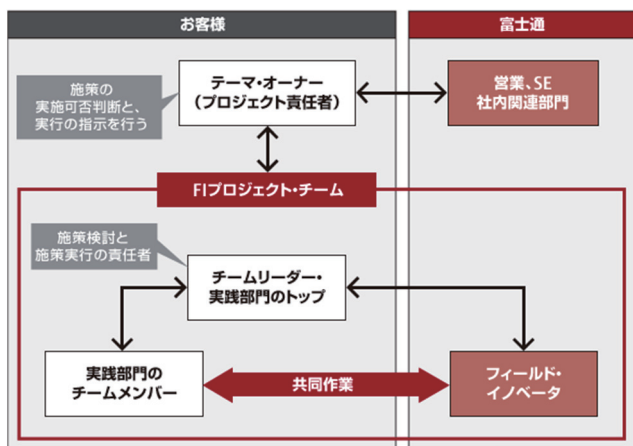 お客様
富士通
施策の
実施可否判断と、
実行の指示を行う
テーマ・オーナー
（プロジェクト責任者）
営業、SE
社内関連部門
FIプロジェクト・チーム
施策検討と
施策実行の責任者
チームリーダー・
実践部門のトップ
実践部門の
チームメンバー
共同作業
フィールド・
イノベータ